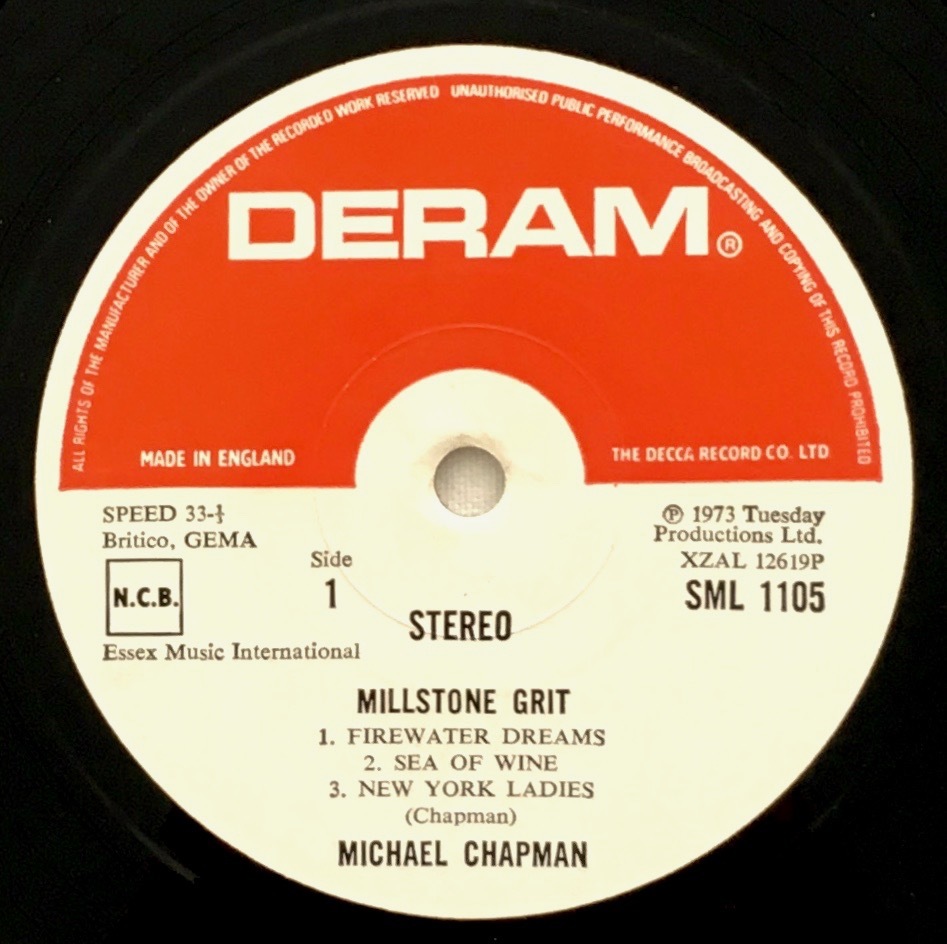 ALL RIGHTS OF THE MANUFACTURER AND OF THE OWNER OF THE RECORDED WORK RESERVED UNAUTHORISED PUBLIC PERFORMANCE BROADCASTING AND COPYING OF THIS RECORD PROHIBITED
DERAM®
MADE IN ENGLAND
THE DECCA RECORD CO. LTD
SPEED 33-⅓
Britico, GEMA
N.C.B.
Essex Music International
Side
1
STEREO
℗ 1973 Tuesday
Productions Ltd.
XZAL 12619P
SML 1105
MILLSTONE GRIT
1. FIREWATER DREAMS
2. SEA OF WINE
3. NEW YORK LADIES
(Chapman)
MICHAEL CHAPMAN